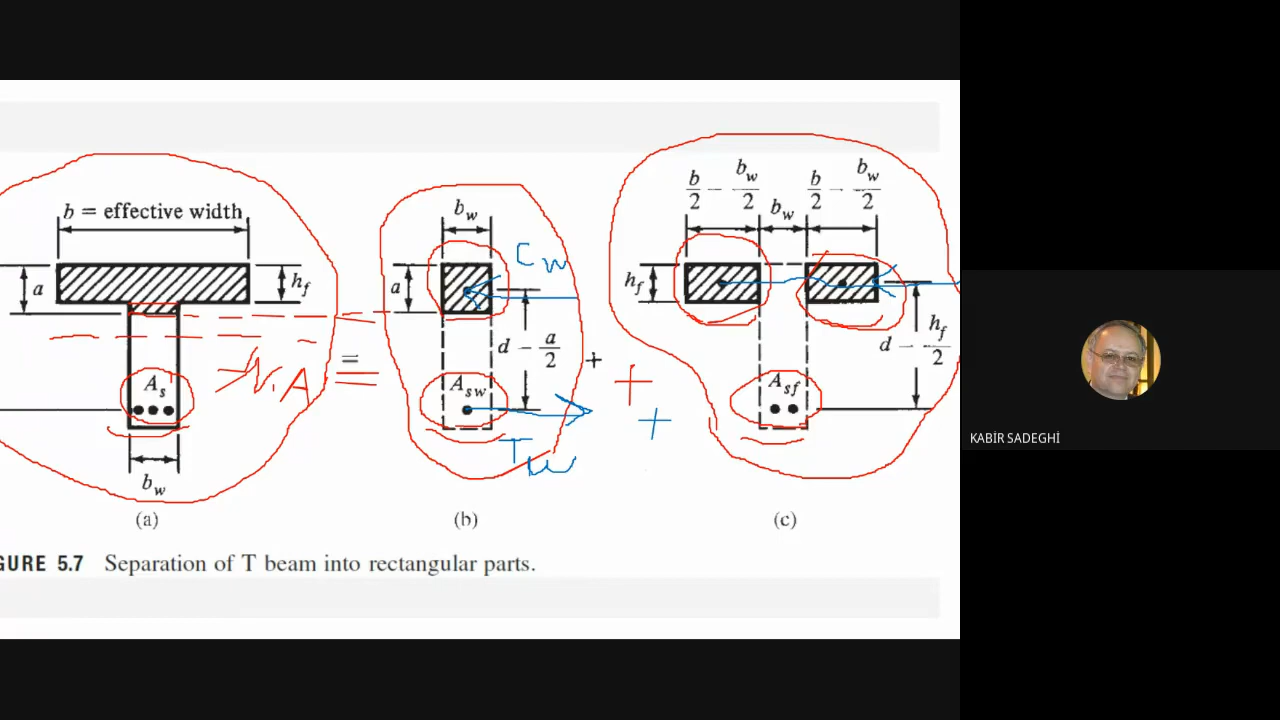 b = effective width
a
h_f
A_s
b_w
(a)
N.A
=
b_w
C_w
a
d − a/2
A_sw
T_w
(b)
+
+
+
b/2 − b_w/2
b_w
b/2 − b_w/2
h_f
d − h_f/2
A_sf
(c)
GURE 5.7 Separation of T beam into rectangular parts.
KABİR SADEGHİ